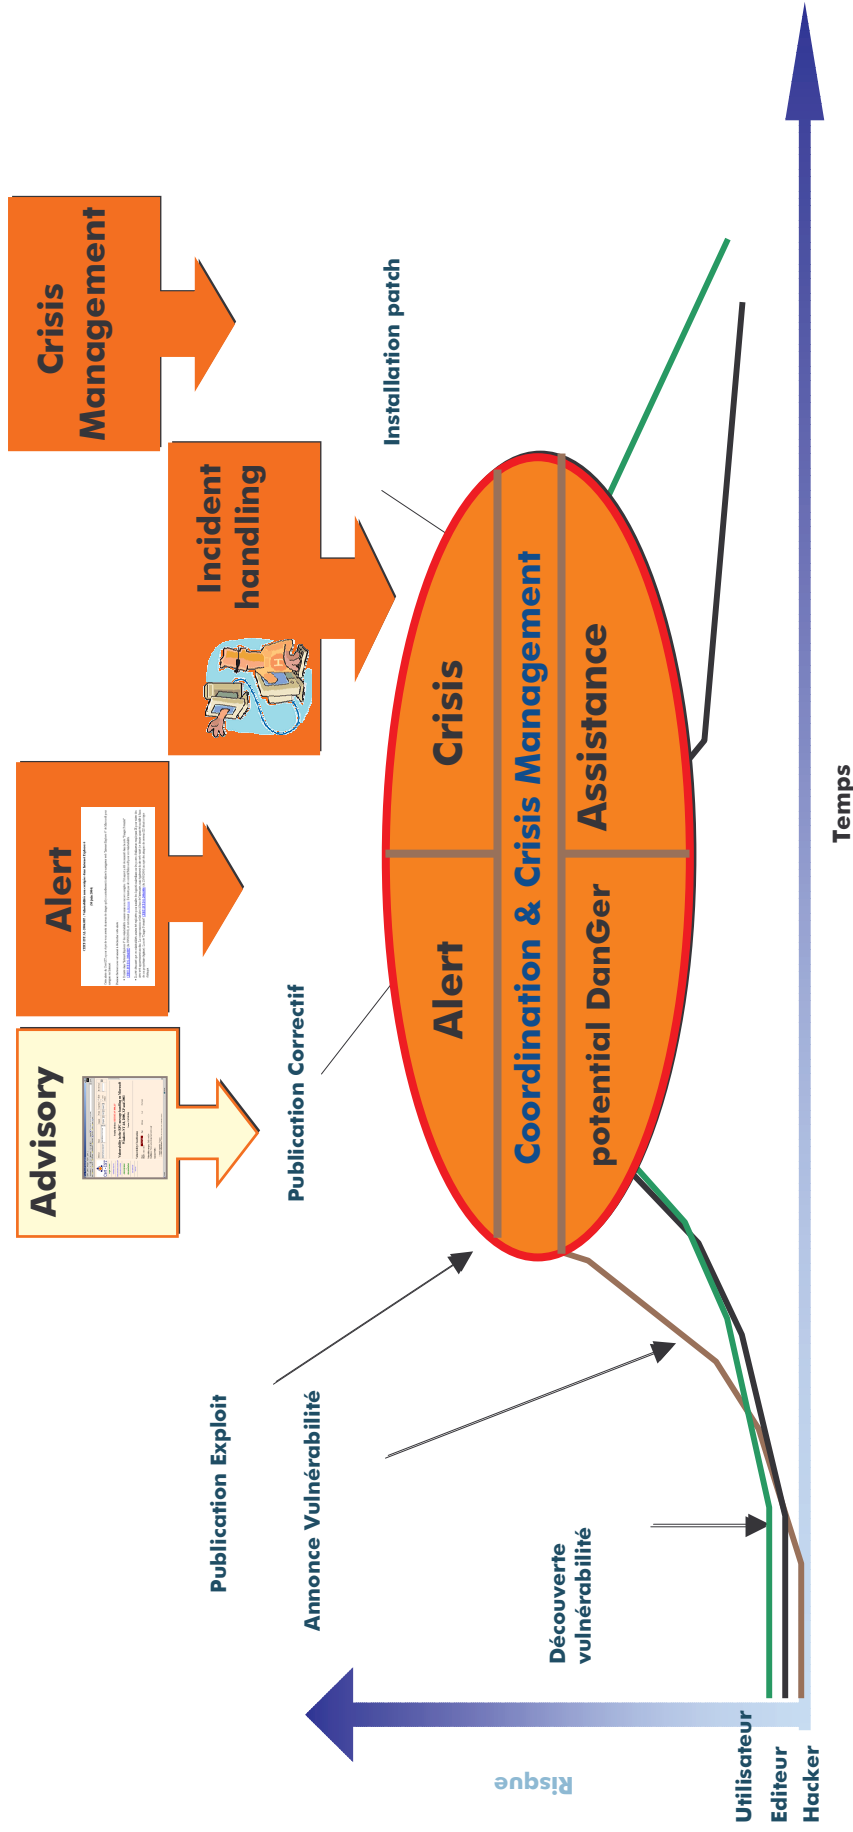 Advisory
Alert
Incident
handling
Crisis
Management
Publication Exploit
Annonce Vulnérabilité
Découverte
vulnérabilité
Publication Correctif
Installation patch
Alert
Crisis
Coordination & Crisis Management
potential DanGer
Assistance
Risque
Utilisateur
Editeur
Hacker
Temps